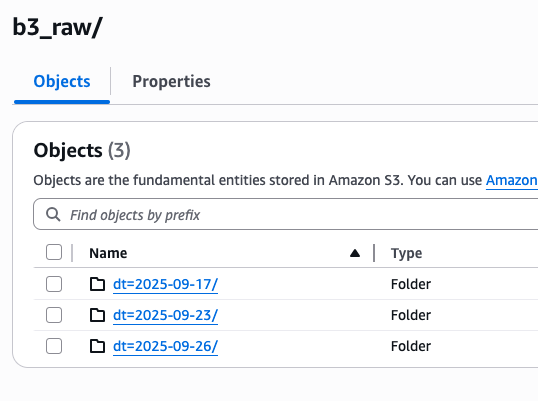 b3_raw/
Objects
Properties
Objects (3)
Objects are the fundamental entities stored in Amazon S3. You can use Amazon
Find objects by prefix
Name
Type
dt=2025-09-17/
Folder
dt=2025-09-23/
Folder
dt=2025-09-26/
Folder